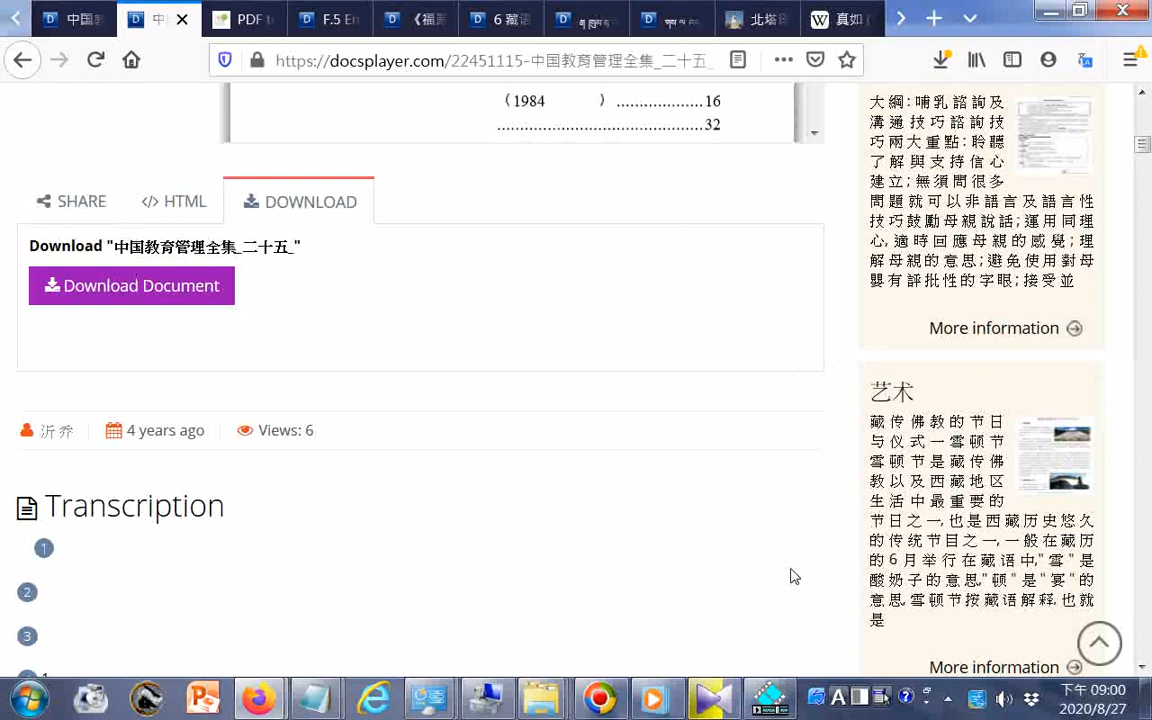 中国
中
PDF t
F.5 En
《福
6 藏语
北塔
真如 (
https://docsplayer.com/22451115-中国教育管理全集_二十五_
（1984 ） ..................16
..........................................32
SHARE
</> HTML
DOWNLOAD
Download "中国教育管理全集_二十五_"
Download Document
沂 乔
4 years ago
Views: 6
Transcription
1
2
3
大綱:哺乳諮詢及
溝通技巧諮詢技
巧兩大重點:聆聽
了解與支持信心
建立;無須問很多
問題就可以非語言及語言性
技巧鼓勵母親說話;運用同理
心,適時回應母親的感覺;理
解母親的意思;避免使用對母
嬰有評批性的字眼;接受並
More information
艺术
藏传佛教的节日
与仪式一雪顿节
雪顿节是藏传佛
教以及西藏地区
生活中最重要的
节日之一,也是西藏历史悠久
的传统节目之一,一般在藏历
的6月举行在藏语中,"雪"是
酸奶子的意思,"顿"是"宴"的
意思,雪顿节按藏语解释,也就
是
More information
下午 09:00
2020/8/27